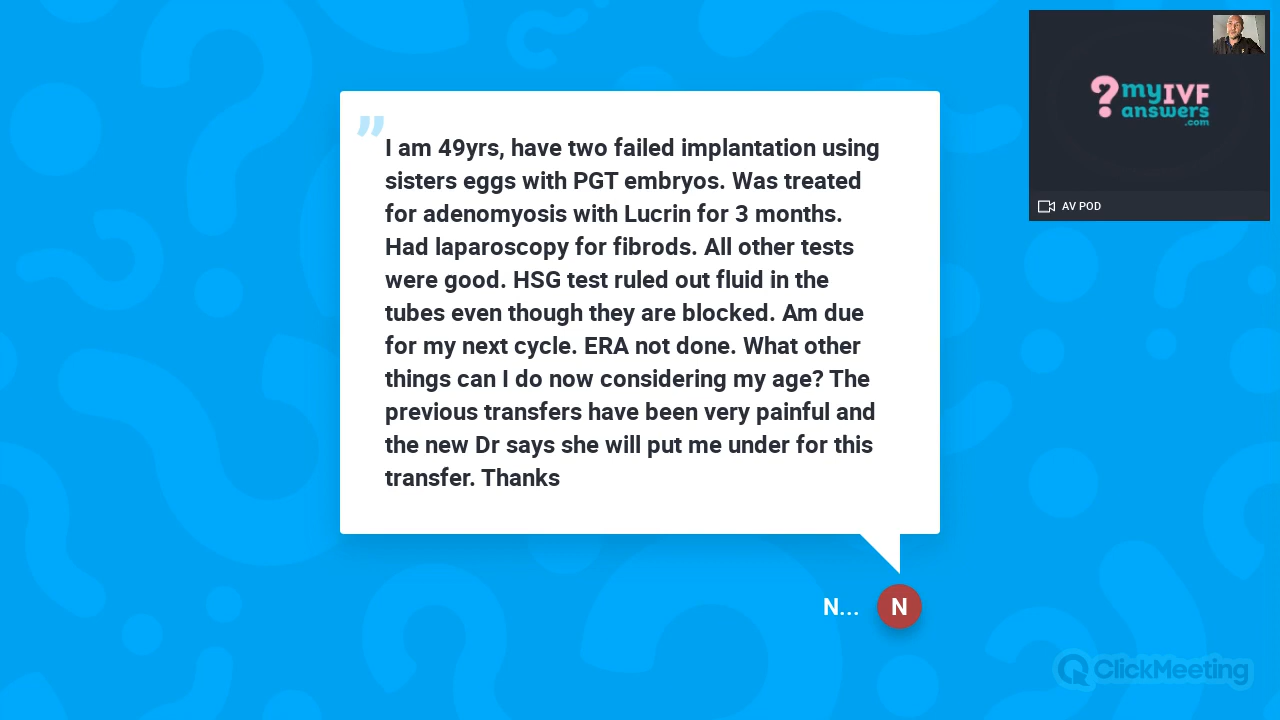 I am 49yrs, have two failed implantation using
sisters eggs with PGT embryos. Was treated
for adenomyosis with Lucrin for 3 months.
Had laparoscopy for fibrods. All other tests
were good. HSG test ruled out fluid in the
tubes even though they are blocked. Am due
for my next cycle. ERA not done. What other
things can I do now considering my age? The
previous transfers have been very painful and
the new Dr says she will put me under for this
transfer. Thanks
N...
N
?myIVF
answers
.com
AV POD
ClickMeeting